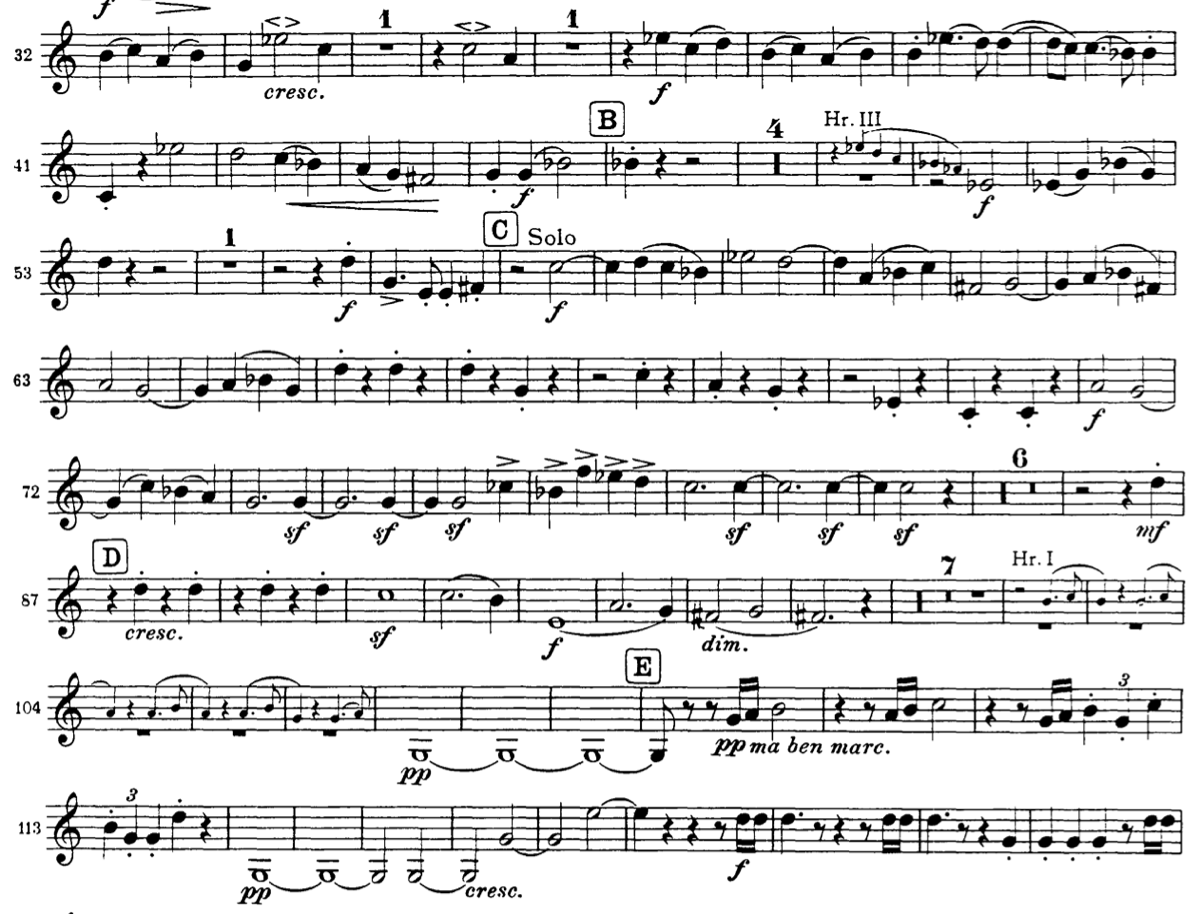 f
32 1 1
cresc. f
B
41 4 Hr. III
f f
C Solo
53 1
f f
63
f
72 6
sf sf sf sf sf sf mf
D
87 7 Hr. I
cresc. sf f dim.
E
104 3
pp pp ma ben marc.
113 3
pp cresc. f